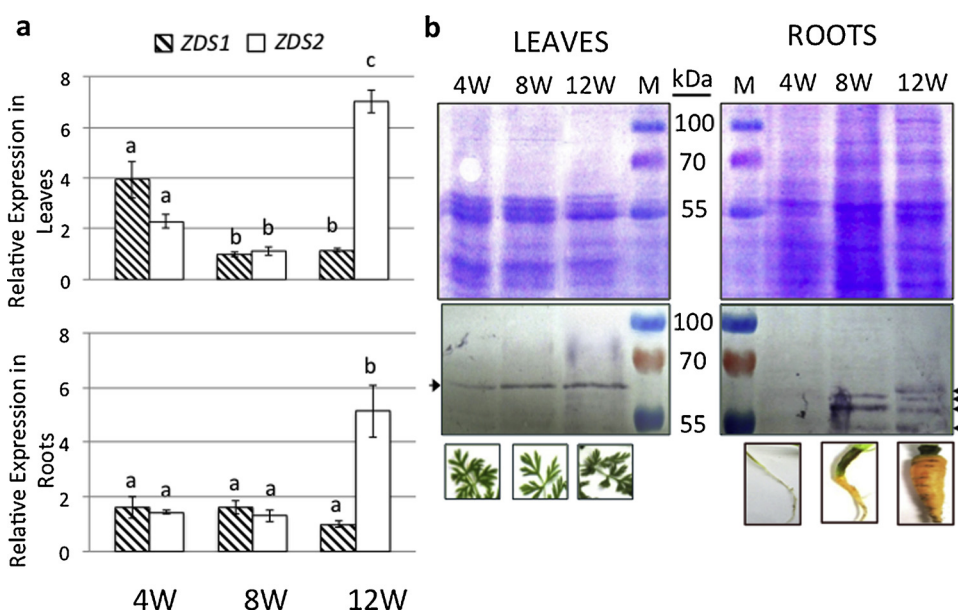 a
ZDS1 ZDS2
Relative Expression in
Leaves
8
6
4
2
0
a
a
b
b
b
c
Relative Expression in
Roots
8
6
4
2
0
a
a
a
a
a
b
4W 8W 12W
b
LEAVES ROOTS
4W 8W 12W M kDa M 4W 8W 12W
100
70
55
100
70
55